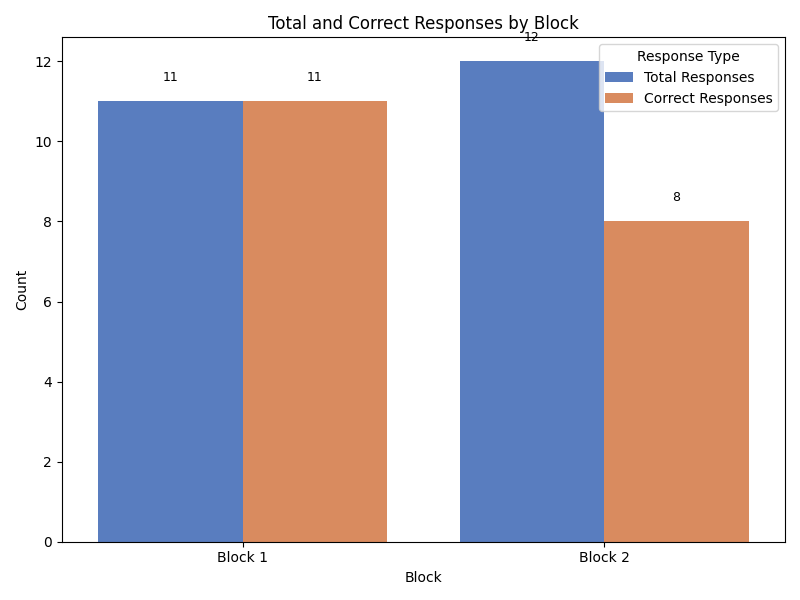 Total and Correct Responses by Block
Response Type
Total Responses
Correct Responses
11
11
12
8
Count
12
10
8
6
4
2
0
Block 1
Block 2
Block